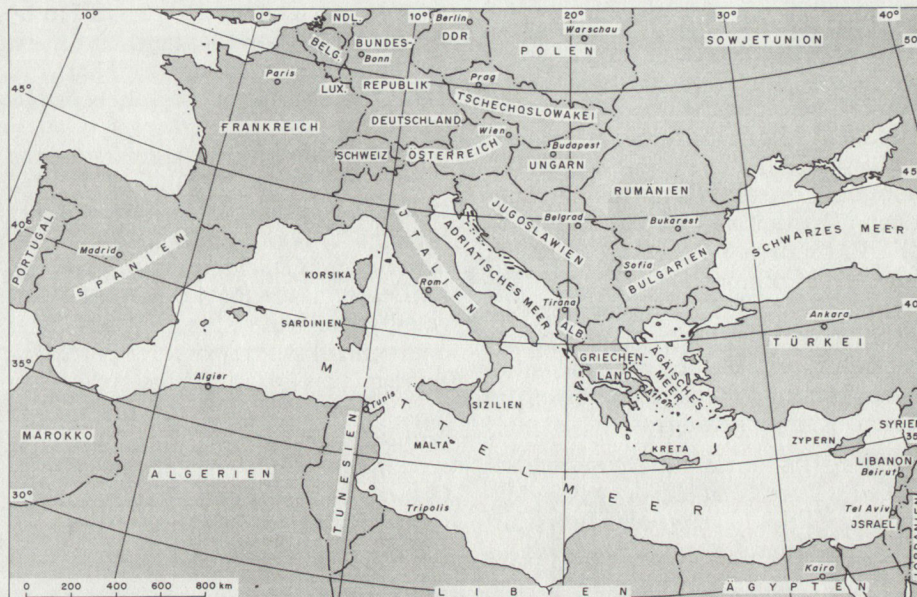 10°
0°
NDL.
10°
Berlin
DDR
20°
Warschau
POLEN
30°
SOWJETUNION
40°
50
BELG.
BUNDES-
Bonn
45°
Paris
LUX.
REPUBLIK
Prag
TSCHECHOSLOWAKEI
FRANKREICH
DEUTSCHLAND
Wien
SCHWEIZ
ÖSTERREICH
Budapest
UNGARN
45
RUMÄNIEN
PORTUGAL
40°
Madrid
SPANIEN
ITALIEN
ADRIATISCHES MEER
JUGOSLAWIEN
Belgrad
Bukarest
SCHWARZES MEER
KORSIKA
Rom
Sofia
BULGARIEN
SARDINIEN
Tirana
ALB.
40
Ankara
TÜRKEI
35°
GRIECHEN-
LAND
ÄGÄISCHES
MEER
Athen
Algier
Tunis
SIZILIEN
MITTELMEER
MAROKKO
MALTA
KRETA
ZYPERN
SYRIEN
35
ALGERIEN
TUNESIEN
LIBANON
Beirut
30°
Tripolis
Tel Aviv
JSRAEL
JORDANIEN
Kairo
0 200 400 600 800 km
LIBYEN
ÄGYPTEN